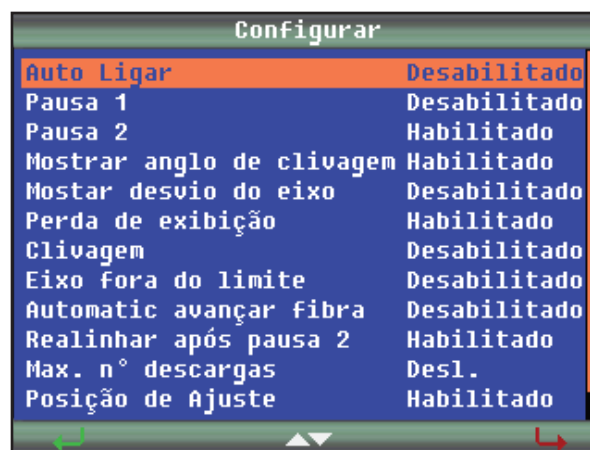 Configurar
Auto Ligar Desabilitado
Pausa 1 Desabilitado
Pausa 2 Habilitado
Mostrar anglo de clivagem Habilitado
Mostar desvio do eixo Desabilitado
Perda de exibição Habilitado
Clivagem Desabilitado
Eixo fora do limite Desabilitado
Automatic avançar fibra Desabilitado
Realinhar após pausa 2 Habilitado
Max. n° descargas Desl.
Posição de Ajuste Habilitado